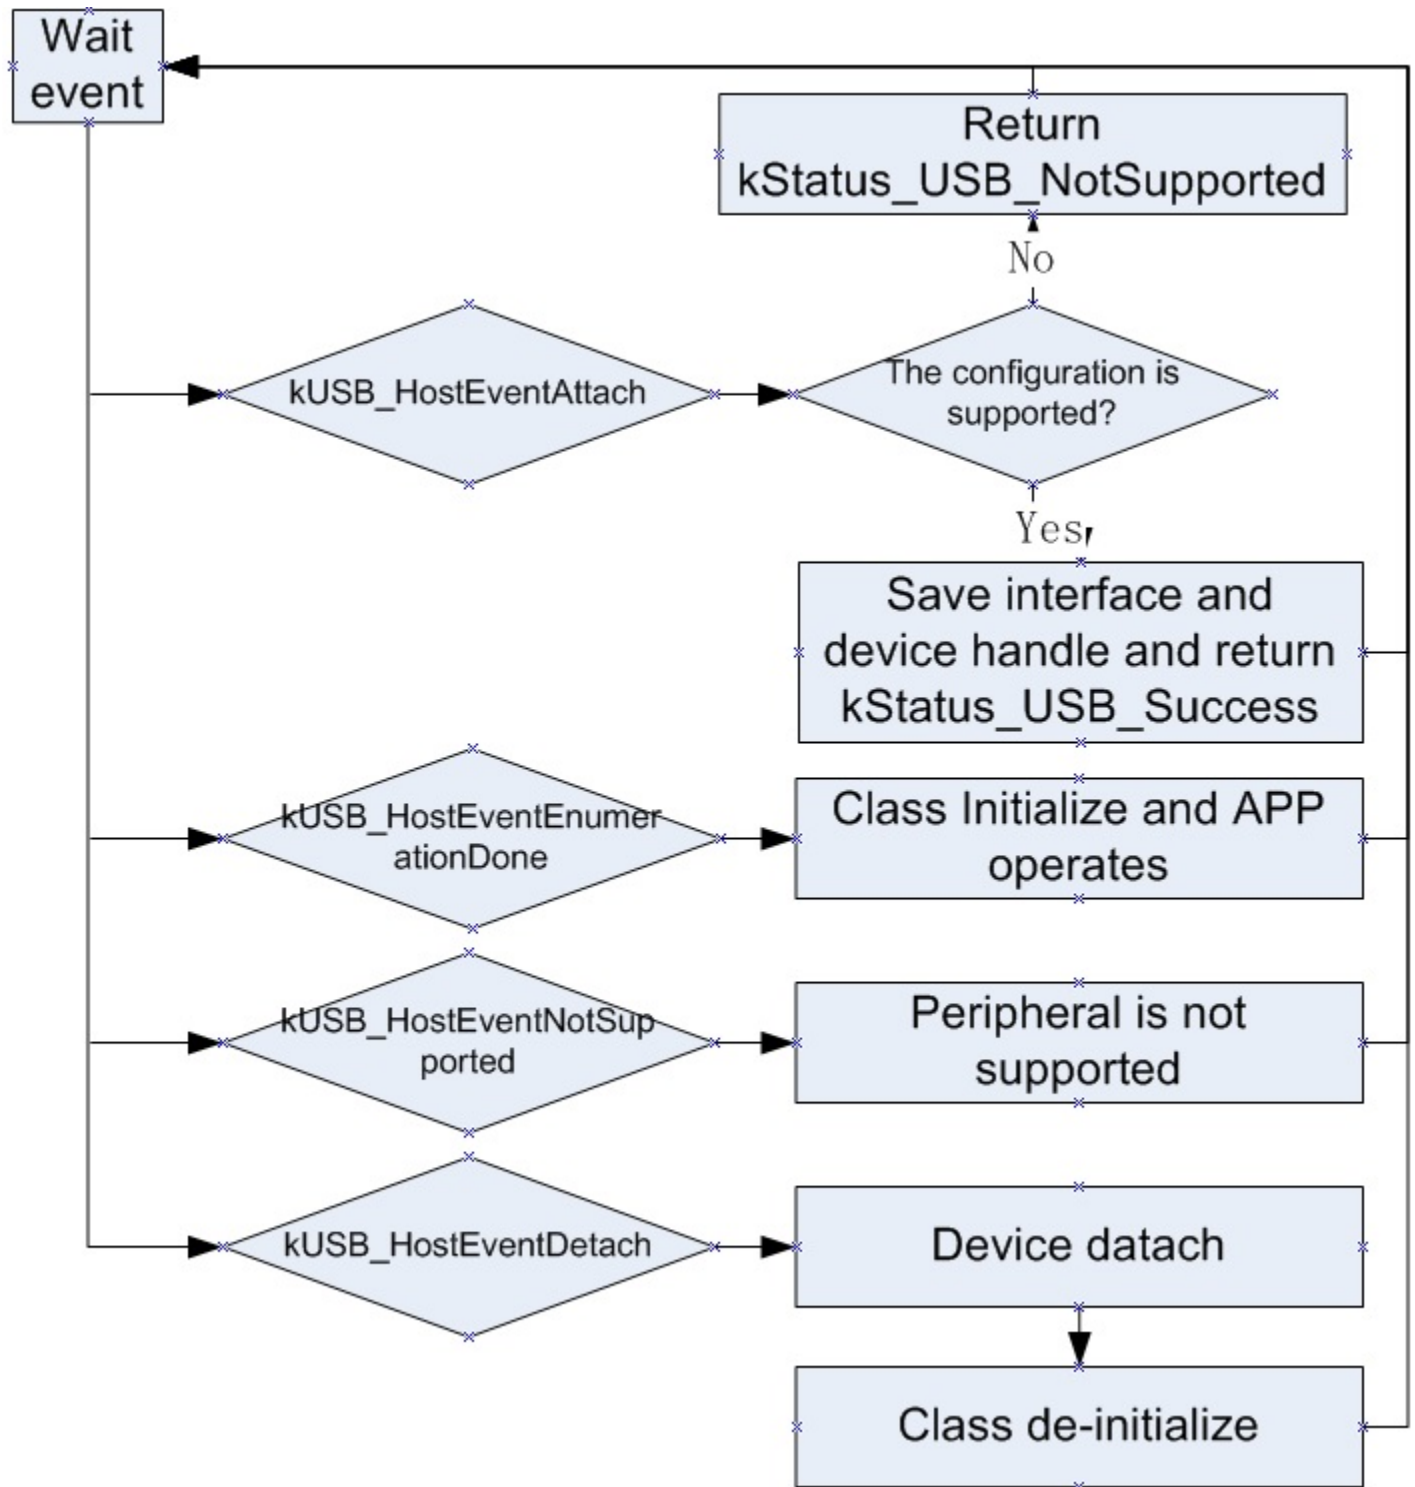 Wait
event
Return
kStatus_USB_NotSupported
No
kUSB_HostEventAttach
The configuration is
supported?
Yes
Save interface and
device handle and return
kStatus_USB_Success
kUSB_HostEventEnumer
ationDone
Class Initialize and APP
operates
kUSB_HostEventNotSup
ported
Peripheral is not
supported
kUSB_HostEventDetach
Device datach
Class de-initialize